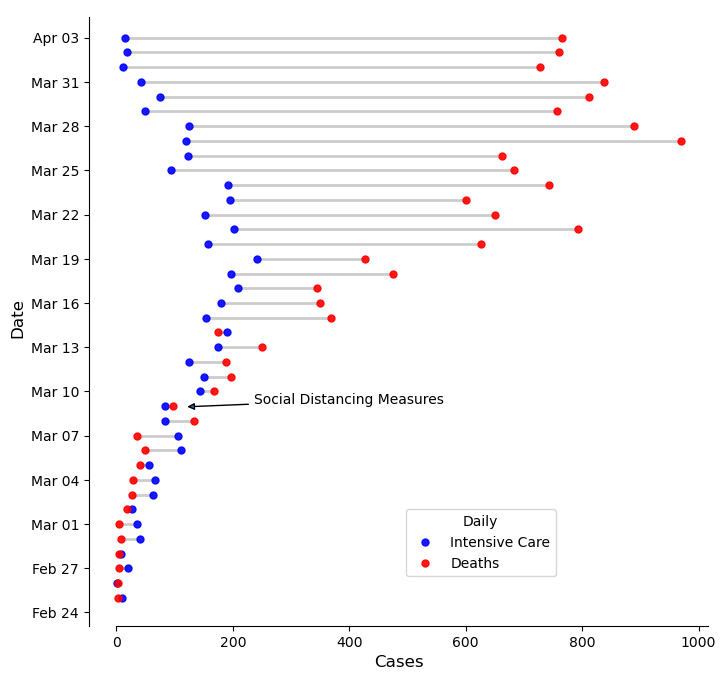 Apr 03
Mar 31
Mar 28
Mar 25
Mar 22
Mar 19
Mar 16
Mar 13
Mar 10
Mar 07
Mar 04
Mar 01
Feb 27
Feb 24
Date
Social Distancing Measures
Daily
Intensive Care
Deaths
0 200 400 600 800 1000
Cases